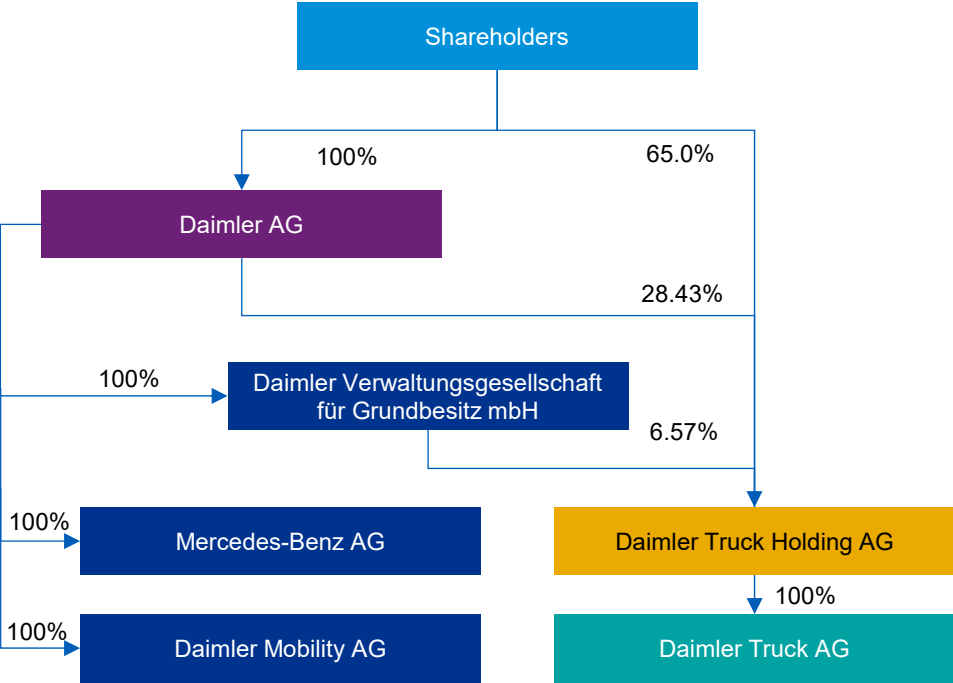 Shareholders
100%
65.0%
Daimler AG
28.43%
100%
Daimler Verwaltungsgesellschaft
für Grundbesitz mbH
6.57%
100%
Mercedes-Benz AG
Daimler Truck Holding AG
100%
100%
Daimler Mobility AG
Daimler Truck AG